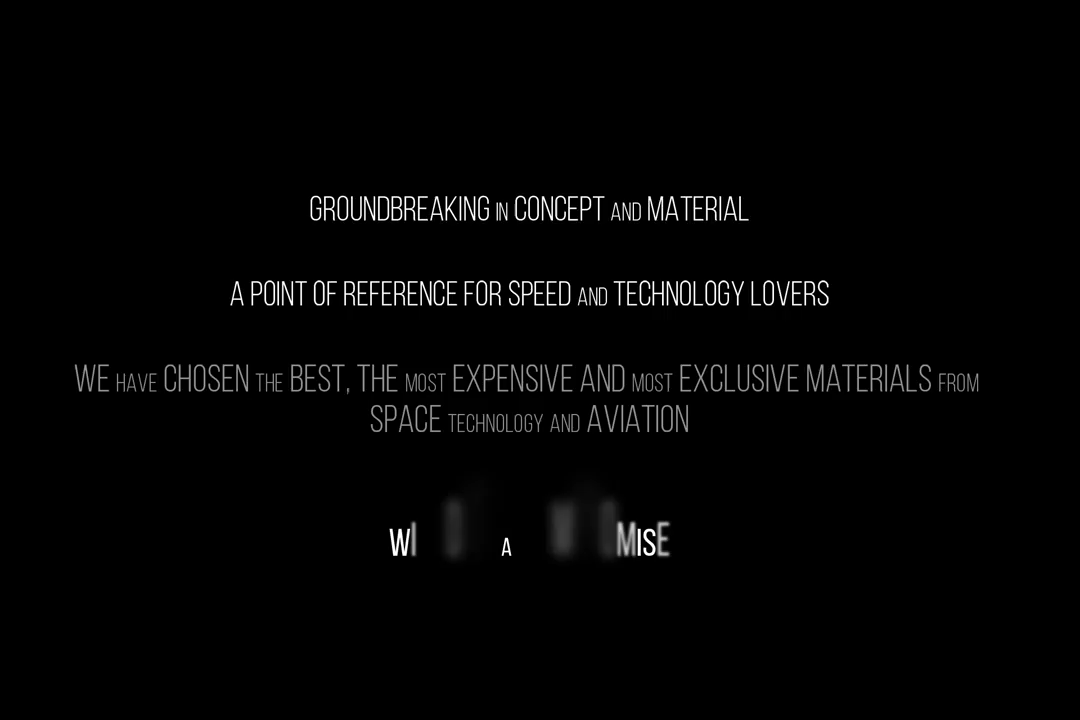 GROUNDBREAKING IN CONCEPT AND MATERIAL
A POINT OF REFERENCE FOR SPEED AND TECHNOLOGY LOVERS
WE HAVE CHOSEN THE BEST, THE MOST EXPENSIVE AND MOST EXCLUSIVE MATERIALS FROM
SPACE TECHNOLOGY AND AVIATION
A